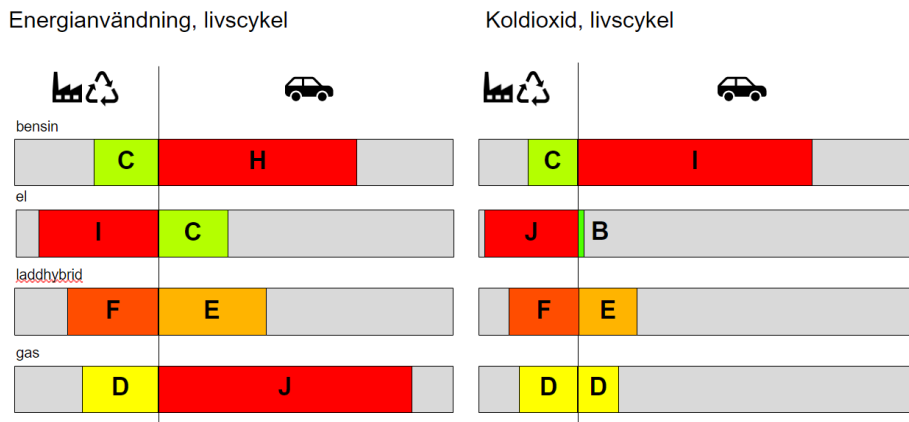 Energianvändning, livscykel
Koldioxid, livscykel
bensin
C H
C I
el
I C
J B
laddhybrid
F E
F E
gas
D J
D D